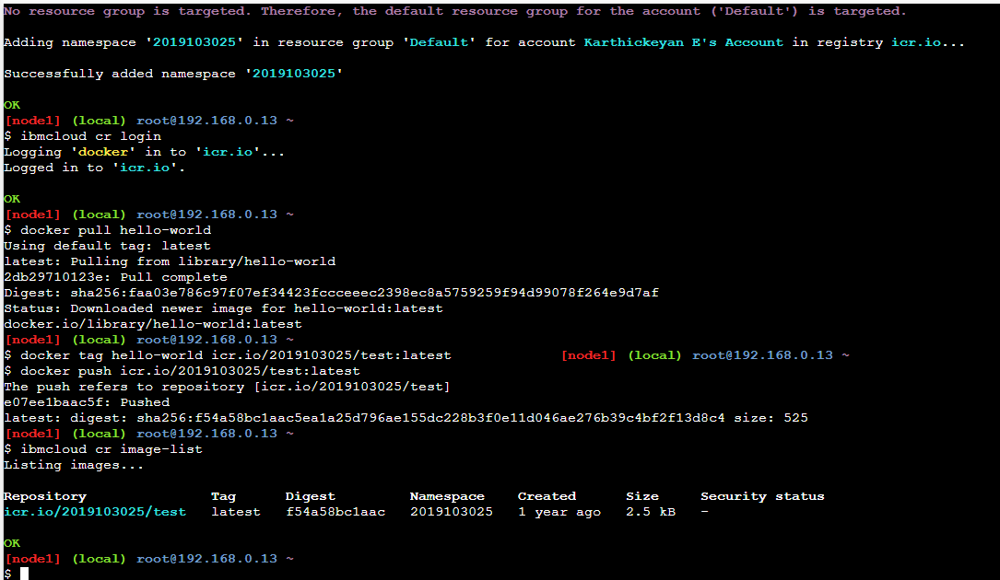 No resource group is targeted. Therefore, the default resource group for the account ('Default') is targeted.
Adding namespace '2019103025' in resource group 'Default' for account Karthickeyan E's Account in registry icr.io...
Successfully added namespace '2019103025'
OK
[node1] (local) root@192.168.0.13 ~
$ ibmcloud cr login
Logging 'docker' in to 'icr.io'...
Logged in to 'icr.io'.
OK
[node1] (local) root@192.168.0.13 ~
$ docker pull hello-world
Using default tag: latest
latest: Pulling from library/hello-world
2db29710123e: Pull complete
Digest: sha256:faa03e786c97f07ef34423fccceeec2398ec8a5759259f94d99078f264e9d7af
Status: Downloaded newer image for hello-world:latest
docker.io/library/hello-world:latest
[node1] (local) root@192.168.0.13 ~
$ docker tag hello-world icr.io/2019103025/test:latest [node1] (local) root@192.168.0.13 ~
$ docker push icr.io/2019103025/test:latest
The push refers to repository [icr.io/2019103025/test]
e07ee1baac5f: Pushed
latest: digest: sha256:f54a58bc1aac5ea1a25d796ae155dc228b3f0e11d046ae276b39c4bf2f13d8c4 size: 525
[node1] (local) root@192.168.0.13 ~
$ ibmcloud cr image-list
Listing images...
Repository Tag Digest Namespace Created Size Security status
icr.io/2019103025/test latest f54a58bc1aac 2019103025 1 year ago 2.5 kB -
OK
[node1] (local) root@192.168.0.13 ~
$